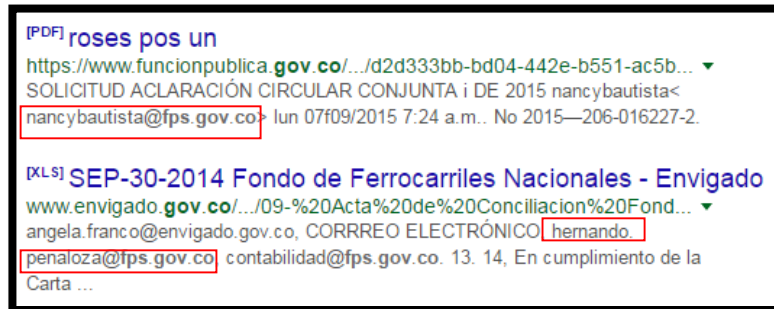 [PDF] roses pos un
https://www.funcionpublica.gov.co/.../d2d333bb-bd04-442e-b551-ac5b...
SOLICITUD ACLARACIÓN CIRCULAR CONJUNTA i DE 2015 nancybautista<
nancybautista@fps.gov.co> lun 07f09/2015 7:24 a.m.. No 2015—206-016227-2.
[XLS] SEP-30-2014 Fondo de Ferrocarriles Nacionales - Envigado
www.envigado.gov.co/.../09-%20Acta%20de%20Conciliacion%20Fond...
angela.franco@envigado.gov.co, CORRREO ELECTRÓNICO hernando.
penaloza@fps.gov.co, contabilidad@fps.gov.co. 13. 14, En cumplimiento de la
Carta ...